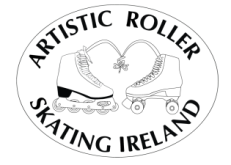 ARTISTIC ROLLER
SKATING IRELAND